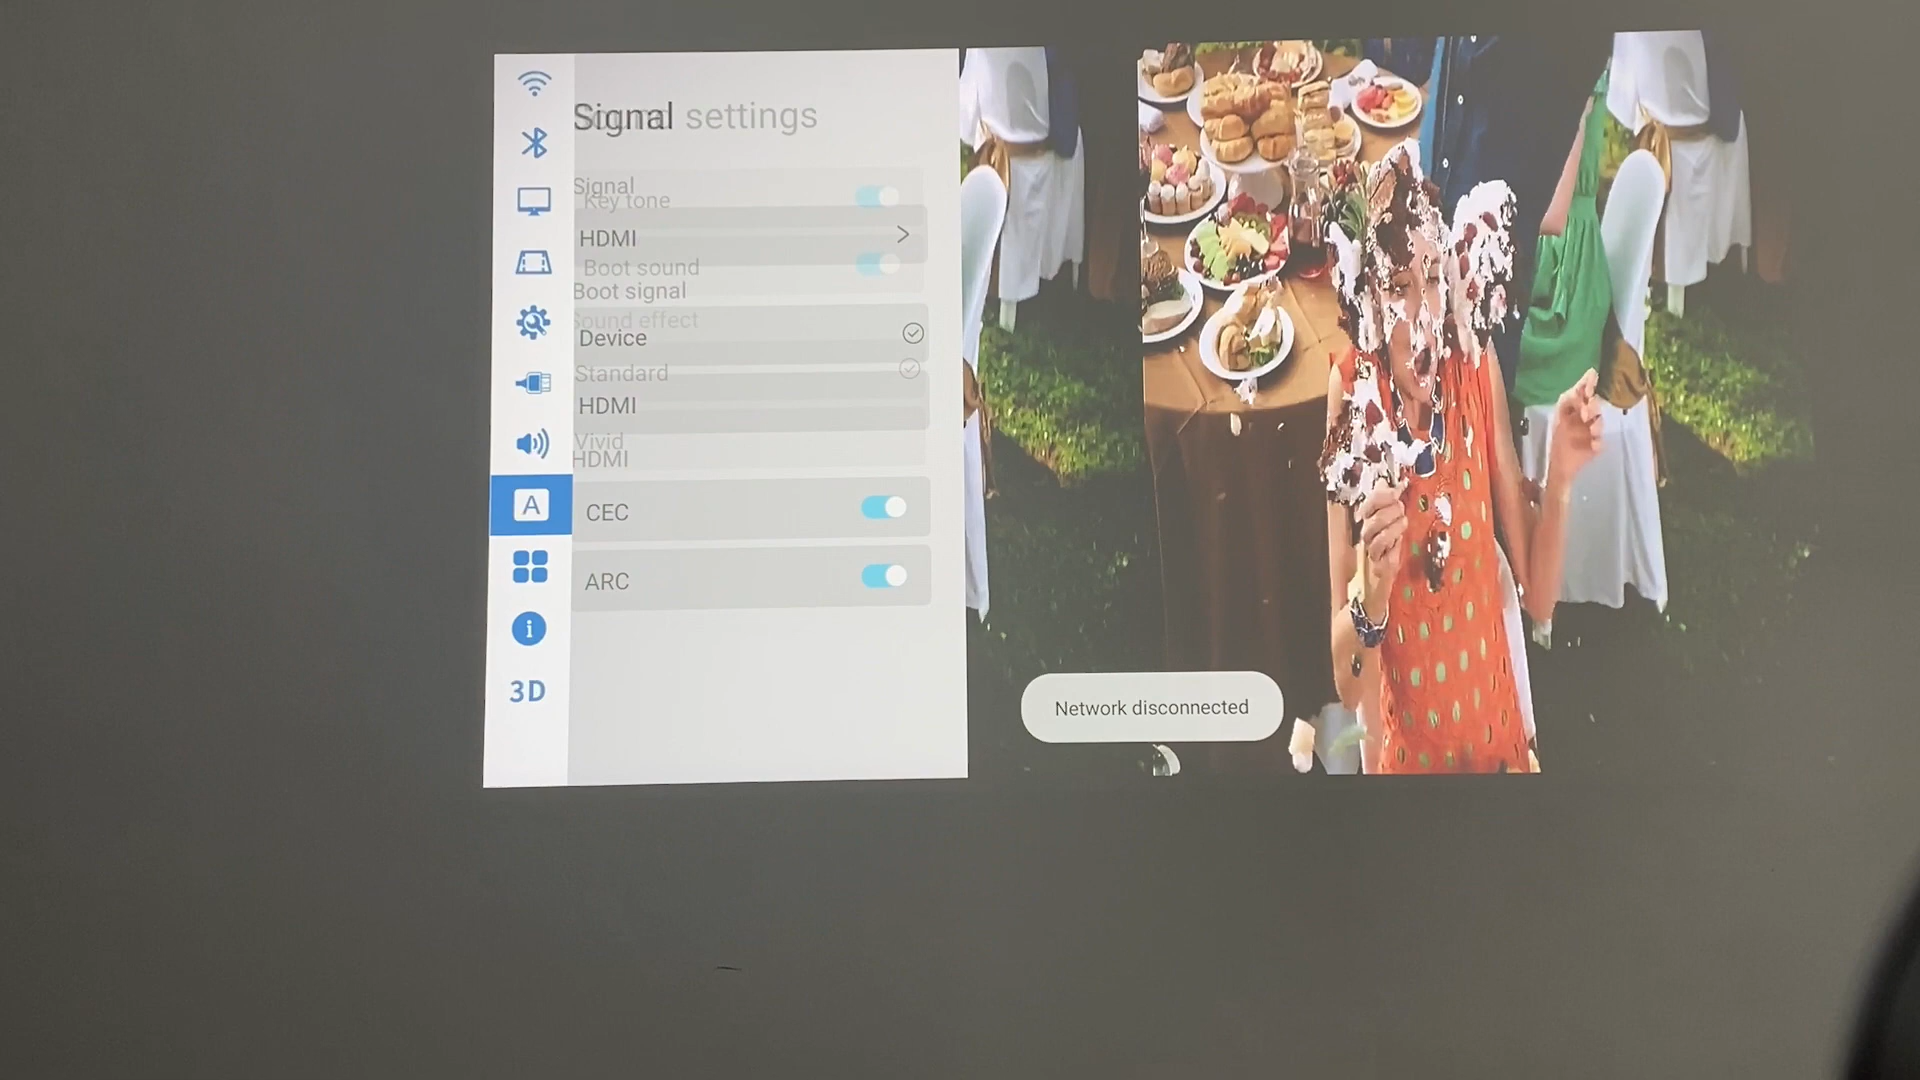 Signal settings
Signal
Key tone
HDMI
Boot sound
Boot signal
Sound effect
Device
Standard
HDMI
Vivid
HDMI
A
CEC
ARC
i
3D
Network disconnected